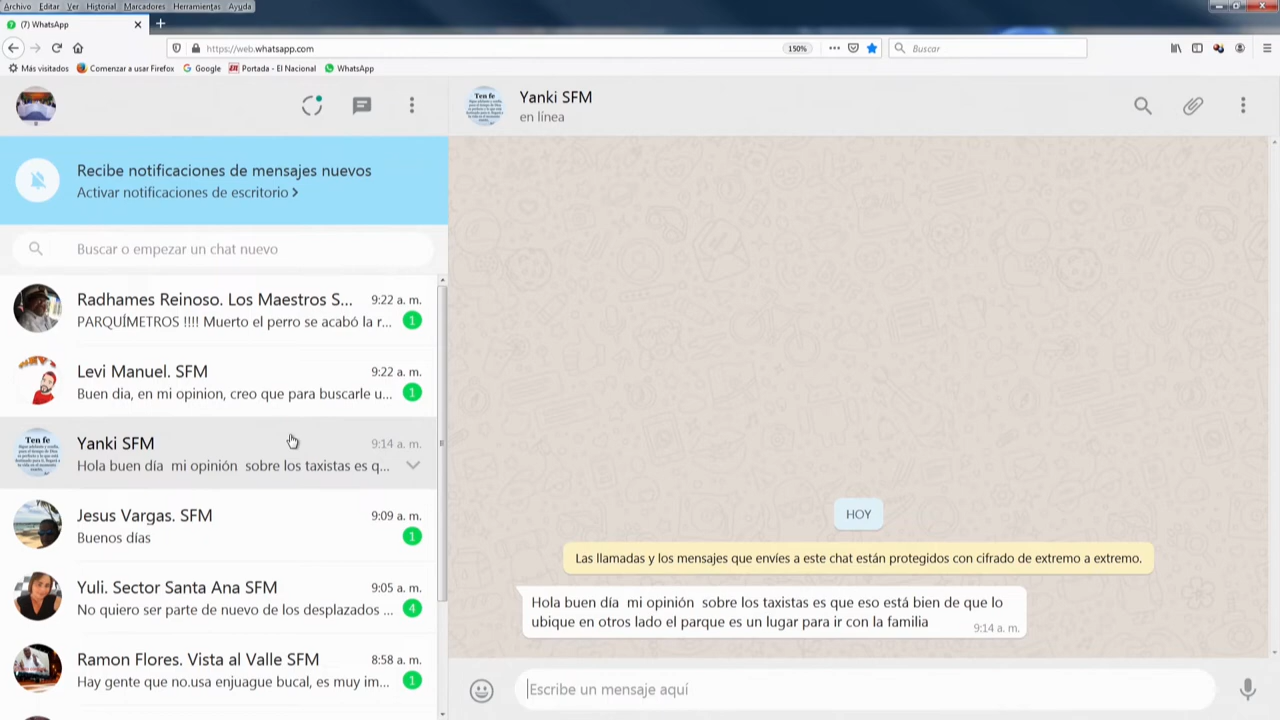 Archivo Editar Ver Historial Marcadores Herramientas Ayuda
(7) WhatsApp
https://web.whatsapp.com
150%
Buscar
Más visitados Comenzar a usar Firefox Google Portada - El Nacional WhatsApp
Yanki SFM
en línea
Recibe notificaciones de mensajes nuevos
Activar notificaciones de escritorio
Buscar o empezar un chat nuevo
Radhames Reinoso. Los Maestros S... 9:22 a. m.
PARQUÍMETROS !!!! Muerto el perro se acabó la r... 1
Levi Manuel. SFM 9:22 a. m.
Buen dia, en mi opinion, creo que para buscarle u... 1
Ten fe
Yanki SFM 9:14 a. m.
Hola buen día mi opinión sobre los taxistas es q...
Jesus Vargas. SFM 9:09 a. m.
Buenos días 1
Yuli. Sector Santa Ana SFM 9:05 a. m.
No quiero ser parte de nuevo de los desplazados ... 4
Ramon Flores. Vista al Valle SFM 8:58 a. m.
Hay gente que no.usa enjuague bucal, es muy im... 1
Ten fe
HOY
Las llamadas y los mensajes que envíes a este chat están protegidos con cifrado de extremo a extremo.
Hola buen día mi opinión sobre los taxistas es que eso está bien de que lo
ubique en otros lado el parque es un lugar para ir con la familia
9:14 a. m.
Escribe un mensaje aquí